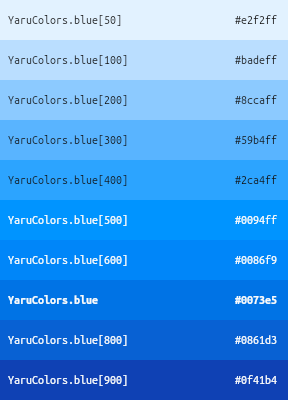 YaruColors.blue[50] #e2f2ff
YaruColors.blue[100] #badeff
YaruColors.blue[200] #8ccaff
YaruColors.blue[300] #59b4ff
YaruColors.blue[400] #2ca4ff
YaruColors.blue[500] #0094ff
YaruColors.blue[600] #0086f9
YaruColors.blue #0073e5
YaruColors.blue[800] #0861d3
YaruColors.blue[900] #0f41b4